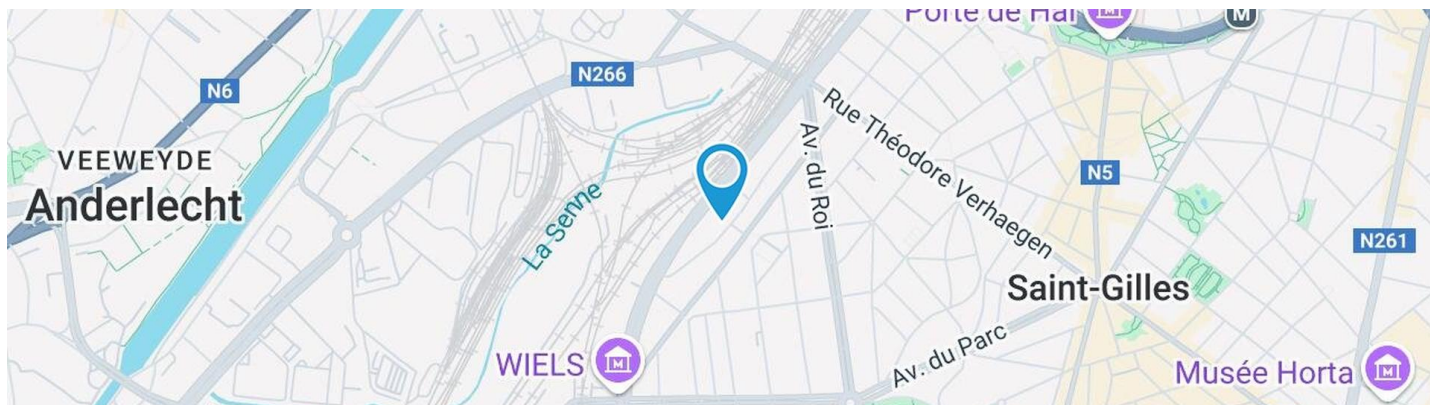 Porte de Hal
M
N266
N6
Rue Théodore Verhaegen
VEEWEYDE
Anderlecht
Av. du Roi
N5
La Senne
N261
Saint-Gilles
WIELS
M
Av. du Parc
Musée Horta
M